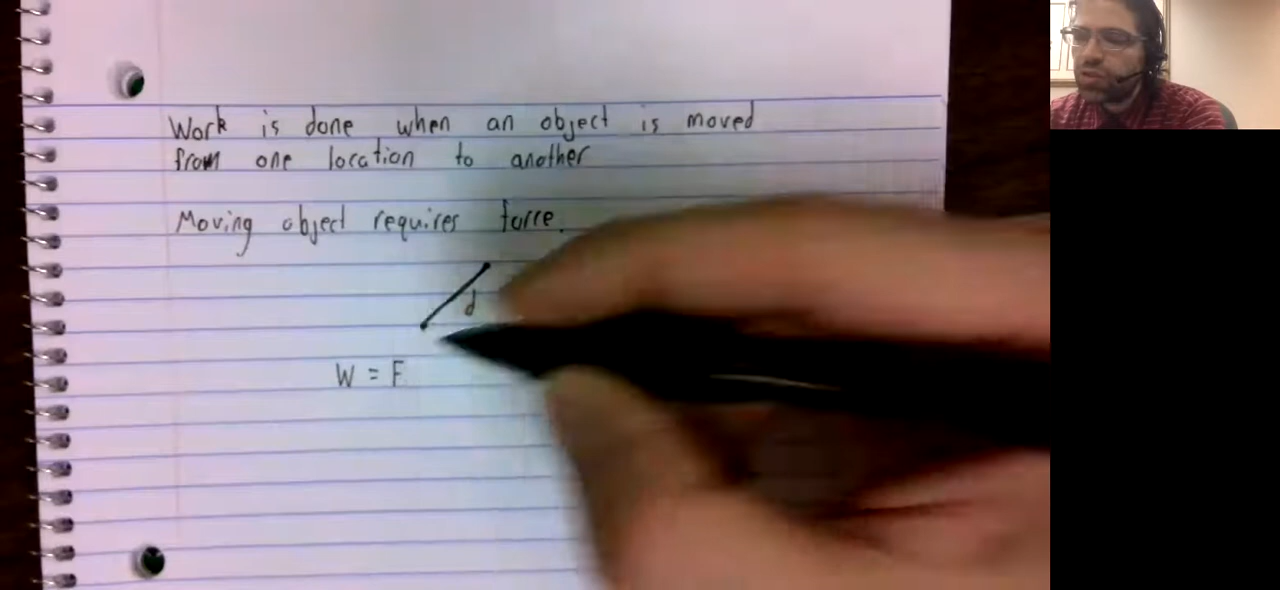 Work is done when an object is moved
from one location to another
Moving object requires force.
d
W = F